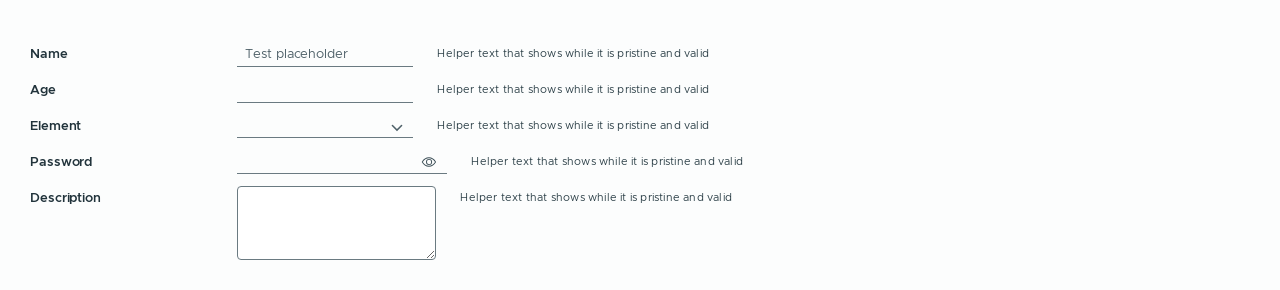 Name Test placeholder Helper text that shows while it is pristine and valid
Age Helper text that shows while it is pristine and valid
Element Helper text that shows while it is pristine and valid
Password Helper text that shows while it is pristine and valid
Description Helper text that shows while it is pristine and valid